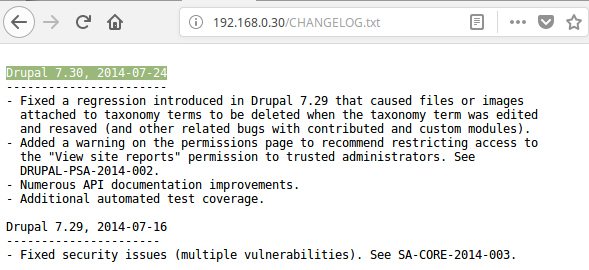 192.168.0.30/CHANGELOG.txt
Drupal 7.30, 2014-07-24
-----------------------
- Fixed a regression introduced in Drupal 7.29 that caused files or images
attached to taxonomy terms to be deleted when the taxonomy term was edited
and resaved (and other related bugs with contributed and custom modules).
- Added a warning on the permissions page to recommend restricting access to
the "View site reports" permission to trusted administrators. See
DRUPAL-PSA-2014-002.
- Numerous API documentation improvements.
- Additional automated test coverage.
Drupal 7.29, 2014-07-16
----------------------
- Fixed security issues (multiple vulnerabilities). See SA-CORE-2014-003.